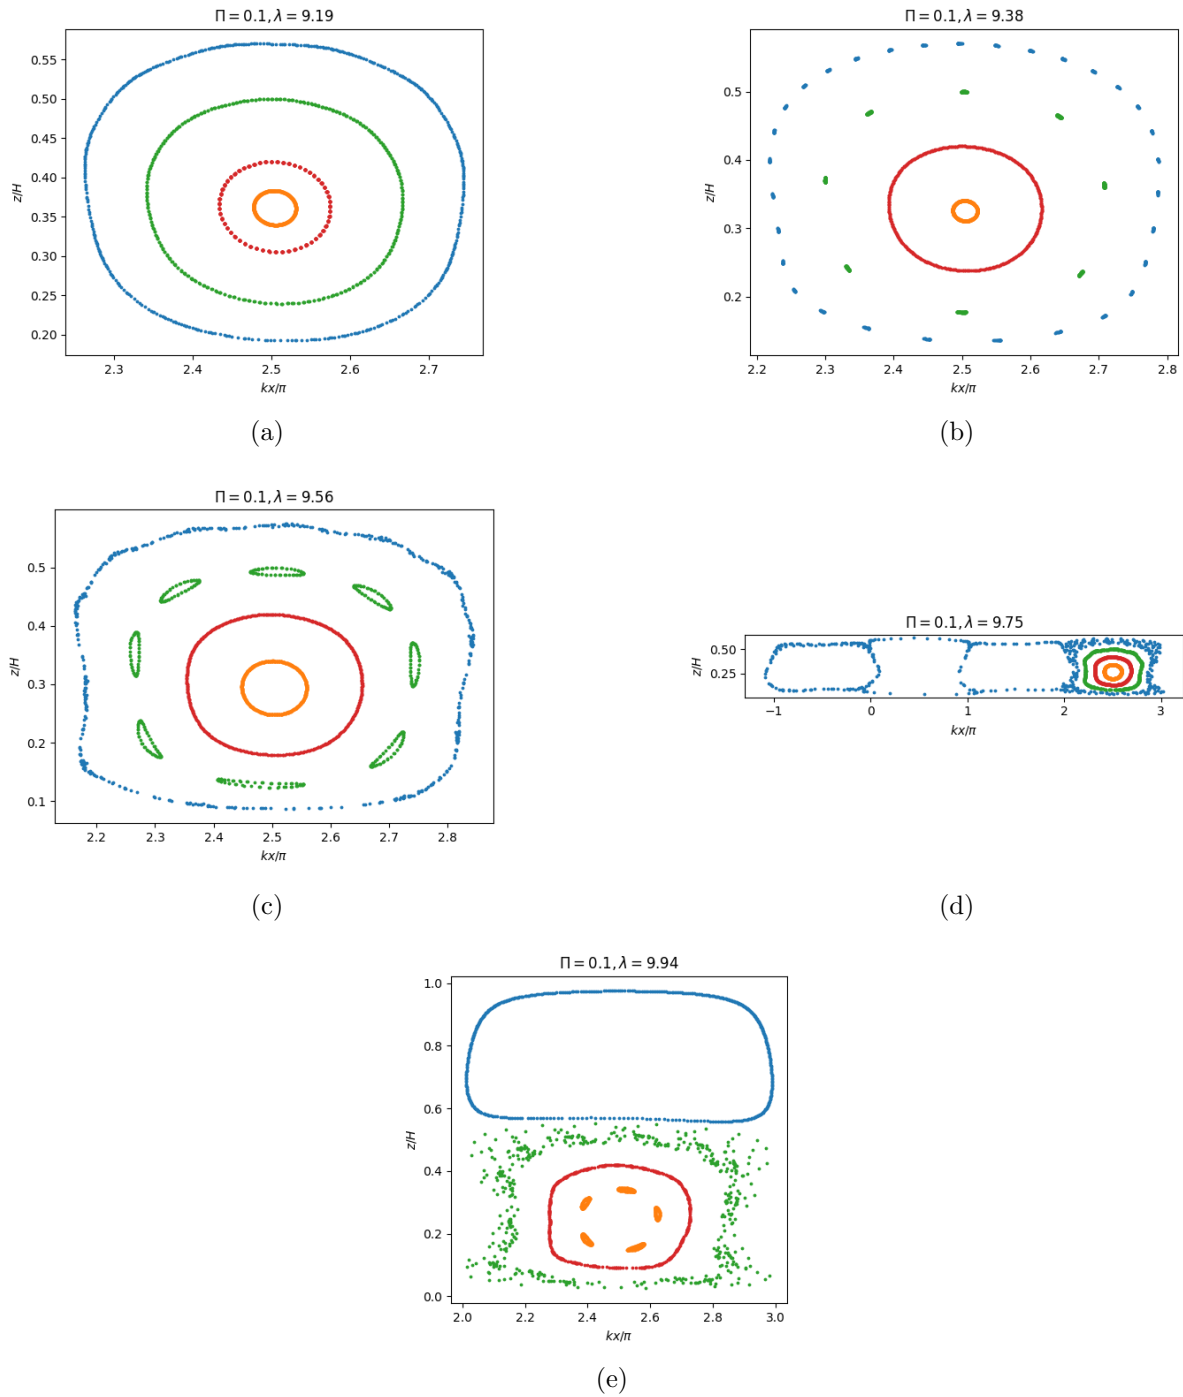 Π = 0.1, λ = 9.19
0.55
0.50
0.45
0.40
0.35
0.30
0.25
0.20
z/H
2.3 2.4 2.5 2.6 2.7
kx/π
(a)
Π = 0.1, λ = 9.38
0.5
0.4
0.3
0.2
z/H
2.2 2.3 2.4 2.5 2.6 2.7 2.8
kx/π
(b)
Π = 0.1, λ = 9.56
0.5
0.4
0.3
0.2
0.1
z/H
2.2 2.3 2.4 2.5 2.6 2.7 2.8
kx/π
(c)
Π = 0.1, λ = 9.75
0.50
0.25
z/H
−1 0 1 2 3
kx/π
(d)
Π = 0.1, λ = 9.94
1.0
0.8
0.6
0.4
0.2
0.0
z/H
2.0 2.2 2.4 2.6 2.8 3.0
kx/π
(e)